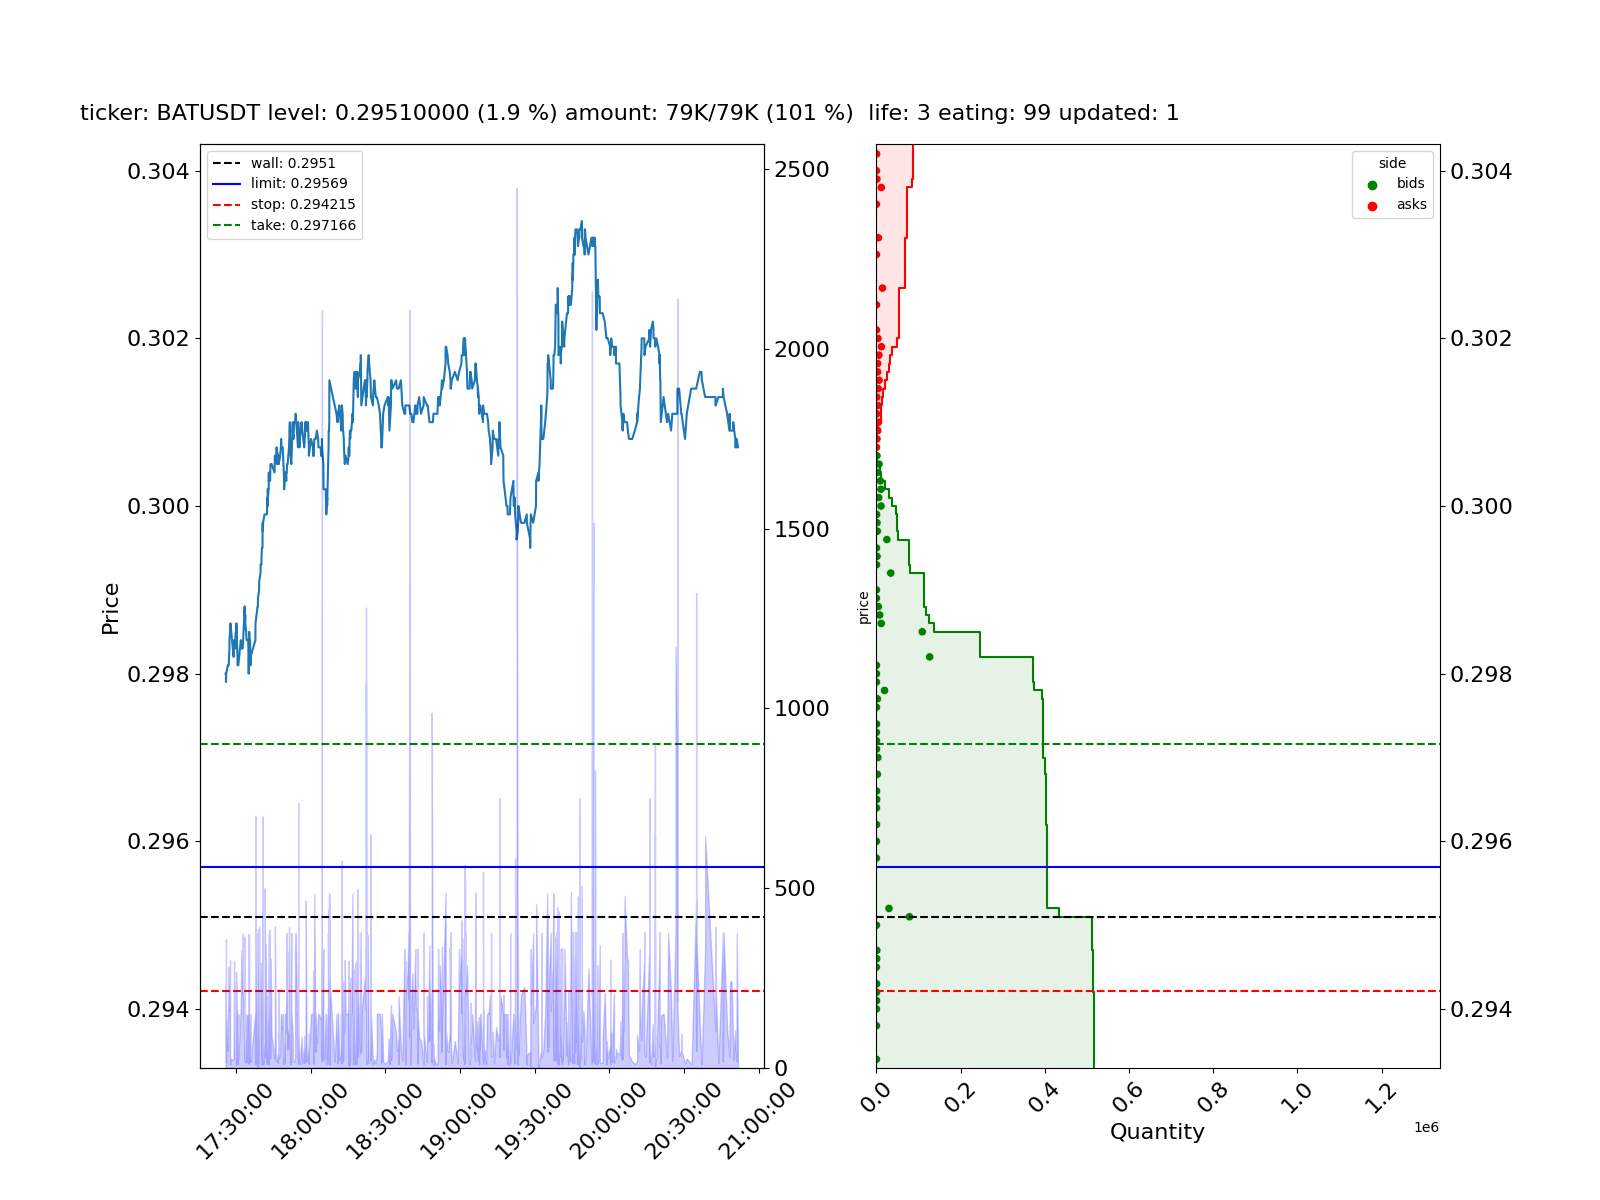 ticker: BATUSDT level: 0.29510000 (1.9 %) amount: 79K/79K (101 %)  life: 3 eating: 99 updated: 1
wall: 0.2951
limit: 0.29569
stop: 0.294215
take: 0.297166
Price
0.304
0.302
0.300
0.298
0.296
0.294
2500
2000
1500
1000
500
0
17:30:00
18:00:00
18:30:00
19:00:00
19:30:00
20:00:00
20:30:00
21:00:00
side
bids
asks
price
0.304
0.302
0.300
0.298
0.296
0.294
0.0
0.2
0.4
0.6
0.8
1.0
1.2
1e6
Quantity